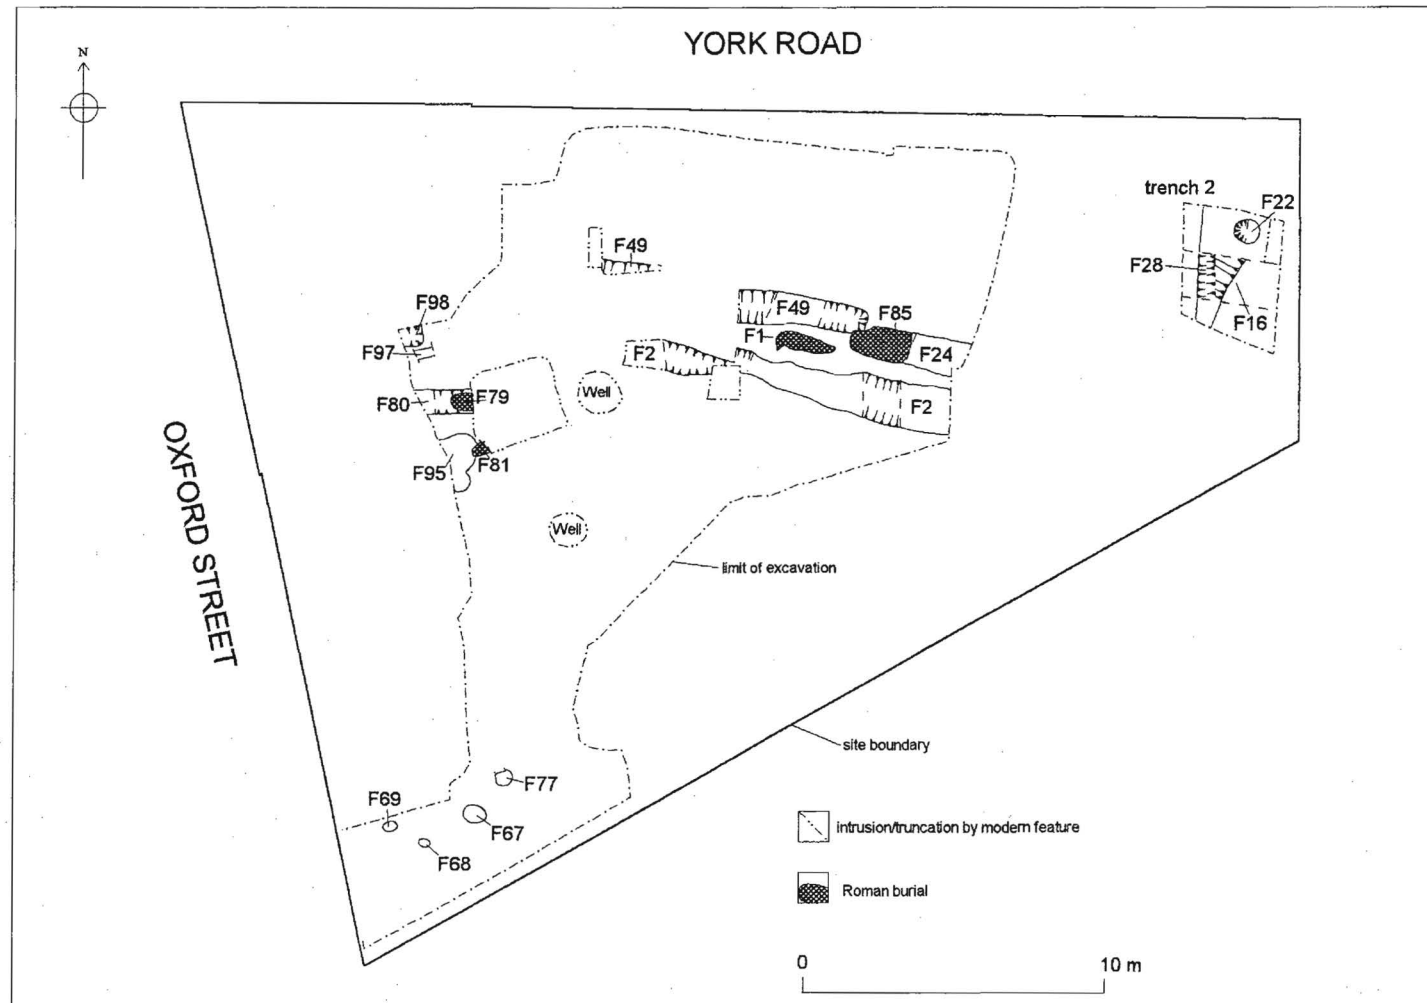 YORK ROAD
N
trench 2
F22
F49
F28
F98
F49
F85
F16
F1
F97
F2
F24
Well
F79
F80
F2
OXFORD STREET
F95
F81
Well
limit of excavation
site boundary
F77
F69
F67
intrusion/truncation by modern feature
F68
Roman burial
0
10 m